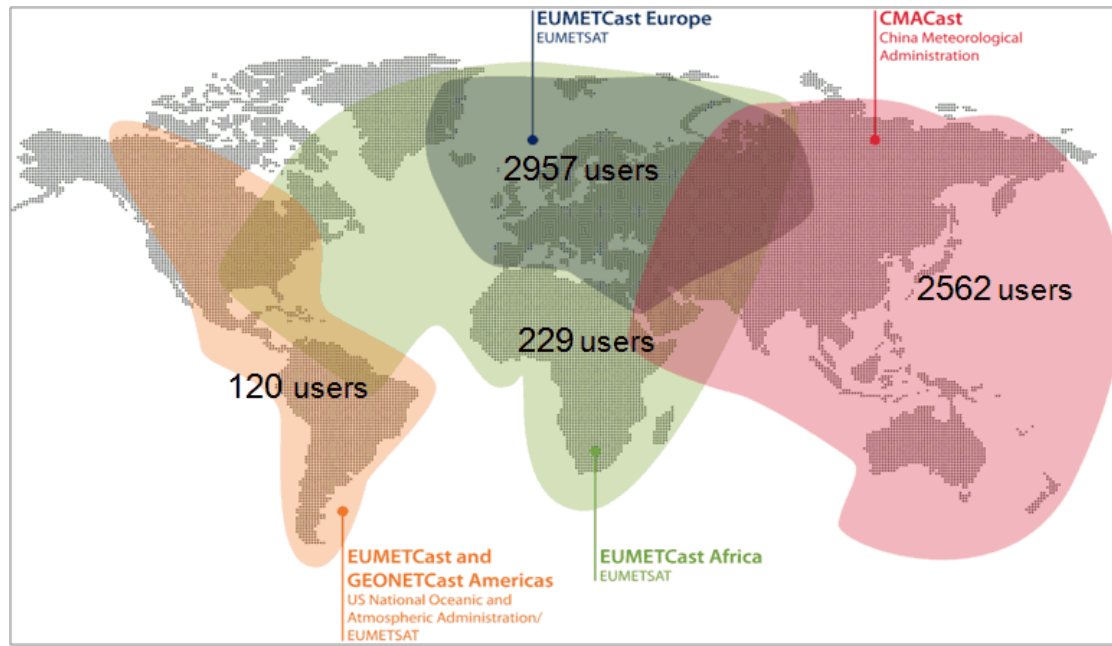 EUMETCast Europe
EUMETSAT
CMACast
China Meteorological
Administration
2957 users
2562 users
229 users
120 users
EUMETCast and
GEONETCast Americas
US National Oceanic and
Atmospheric Administration/
EUMETSAT
EUMETCast Africa
EUMETSAT